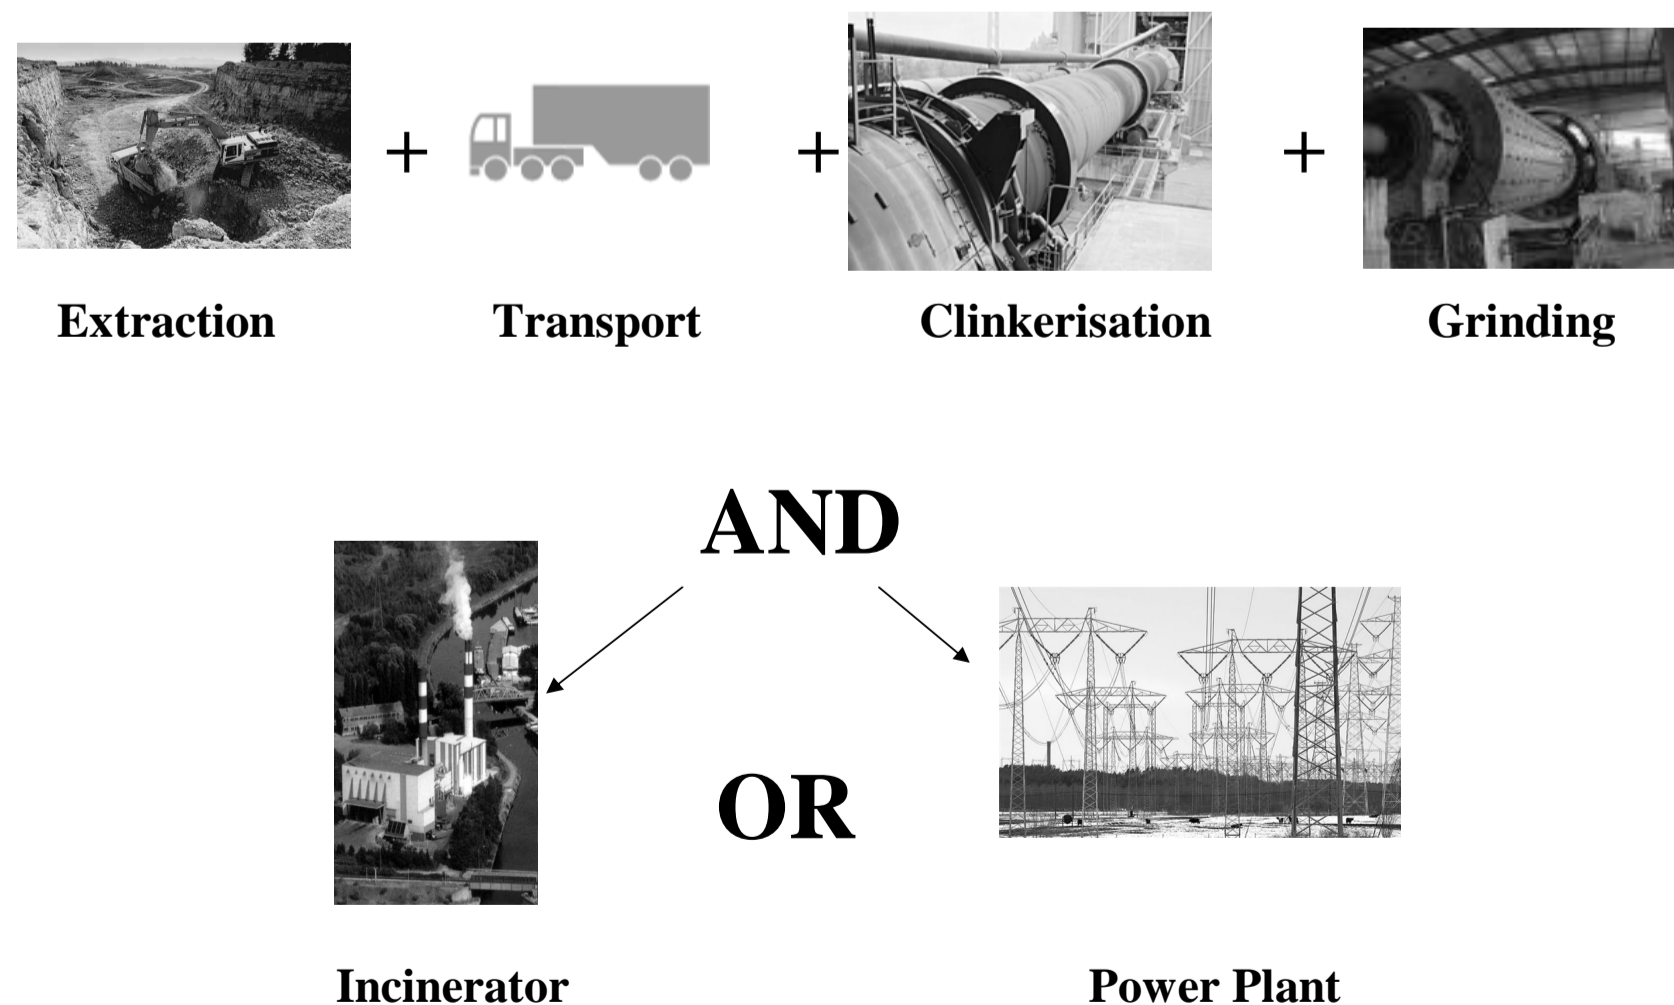 + + +
Extraction Transport Clinkerisation Grinding
AND
OR
Incinerator Power Plant